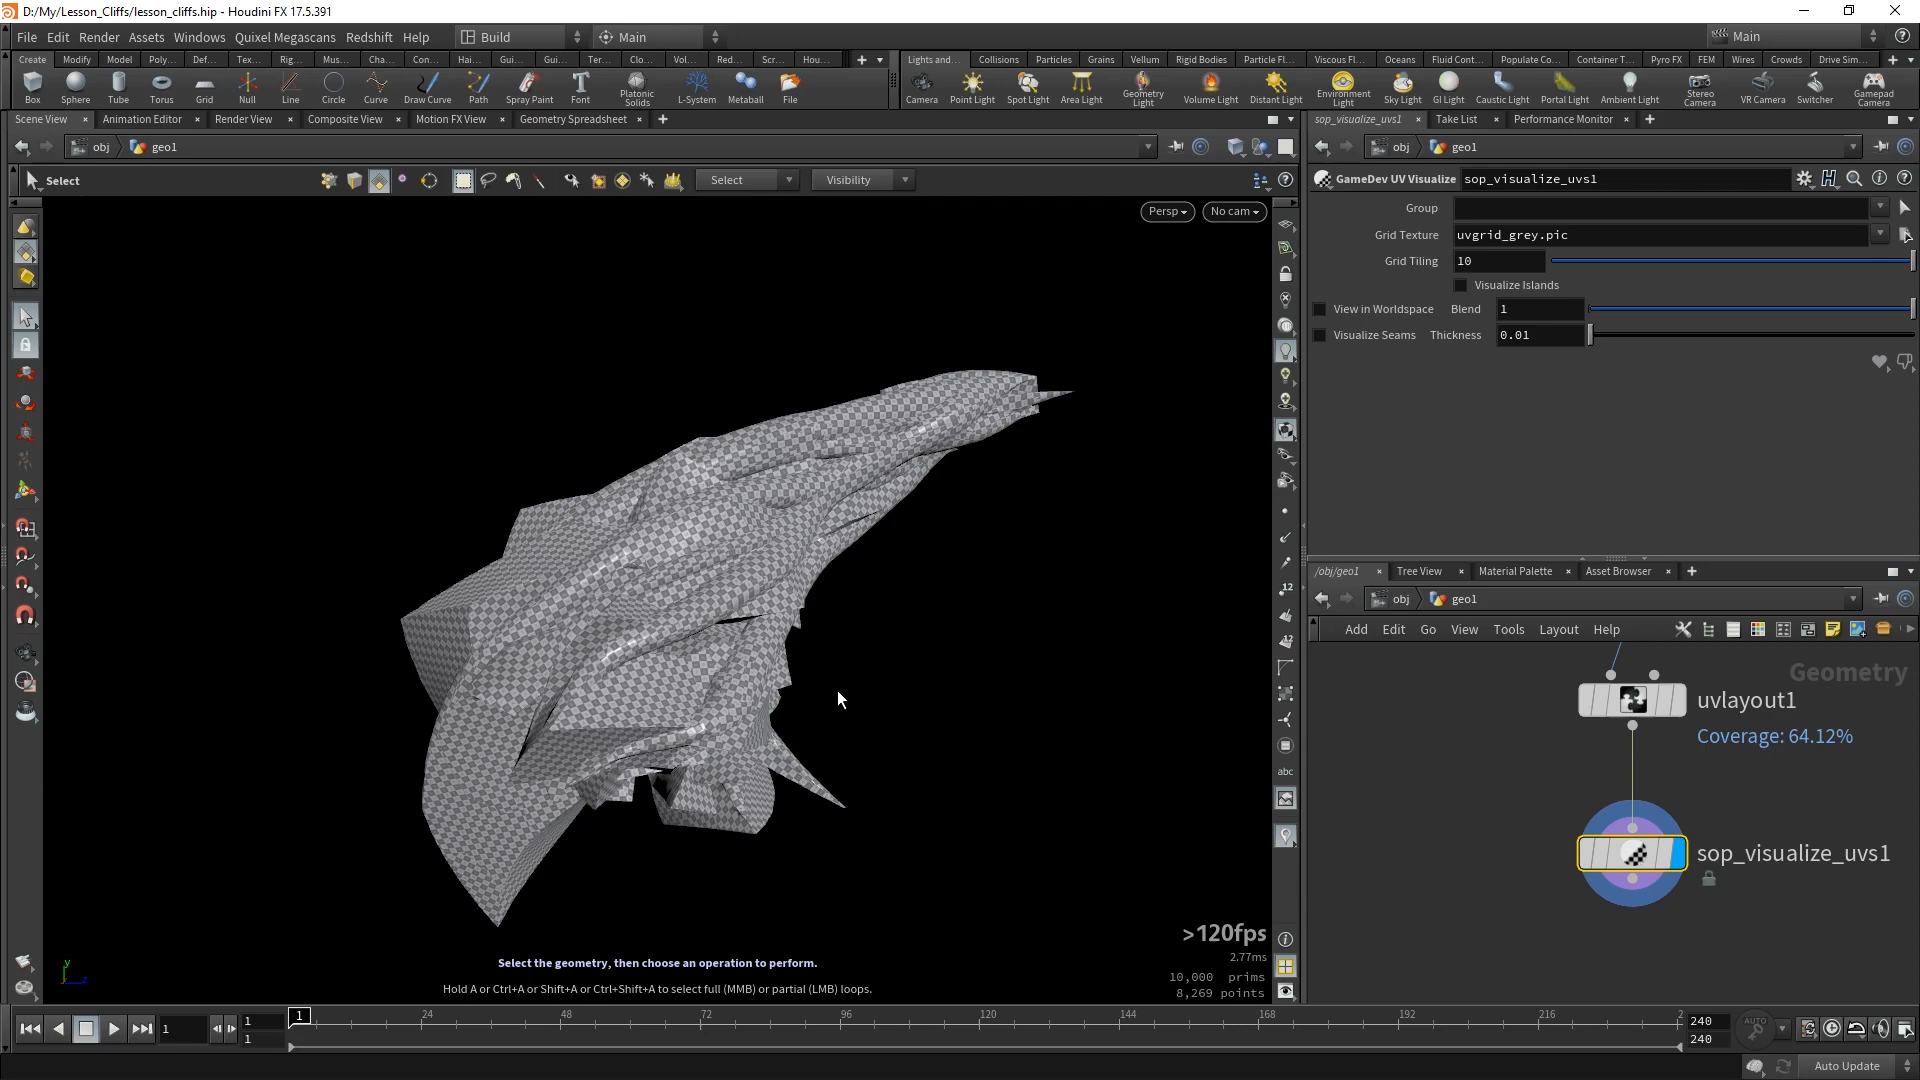 D:/My/Lesson_Cliffs/lesson_cliffs.hip - Houdini FX 17.5.391
File Edit Render Assets Windows Quixel Megascans Redshift Help Build Main Main
Create Modify Model Poly... Def... Tex... Rig... Mus... Cha... Con... Hai... Gui... Gui... Ter... Clo... Vol... Red... Scr... Hou... Lights and... Collisions Particles Grains Vellum Rigid Bodies Particle Fl... Viscous Fl... Oceans Fluid Cont... Populate Co... Container T... Pyro FX FEM Wires Crowds Drive Sim...
Box Sphere Tube Torus Grid Null Line Circle Curve Draw Curve Path Spray Paint Font Platonic Solids L-System Metaball File Camera Point Light Spot Light Area Light Geometry Light Volume Light Distant Light Environment Light Sky Light GI Light Caustic Light Portal Light Ambient Light Stereo Camera VR Camera Switcher Gamepad Camera
Scene View Animation Editor Render View Composite View Motion FX View Geometry Spreadsheet sop_visualize_uvs1 Take List Performance Monitor
obj geo1 obj geo1
Select Select Visibility GameDev UV Visualize sop_visualize_uvs1
Persp No cam
Group
Grid Texture uvgrid_grey.pic
Grid Tiling 10
Visualize Islands
View in Worldspace Blend 1
Visualize Seams Thickness 0.01
/obj/geo1 Tree View Material Palette Asset Browser
obj geo1
12
Add Edit Go View Tools Layout Help
12
Geometry
uvlayout1
Coverage: 64.12%
abc
sop_visualize_uvs1
>120fps
2.77ms
10,000 prims
8,269 points
Select the geometry, then choose an operation to perform.
Hold A or Ctrl+A or Shift+A or Ctrl+Shift+A to select full (MMB) or partial (LMB) loops.
y
z
1 1 1 24 48 72 96 120 144 168 192 216 2 240
1 240
AUTO
Auto Update